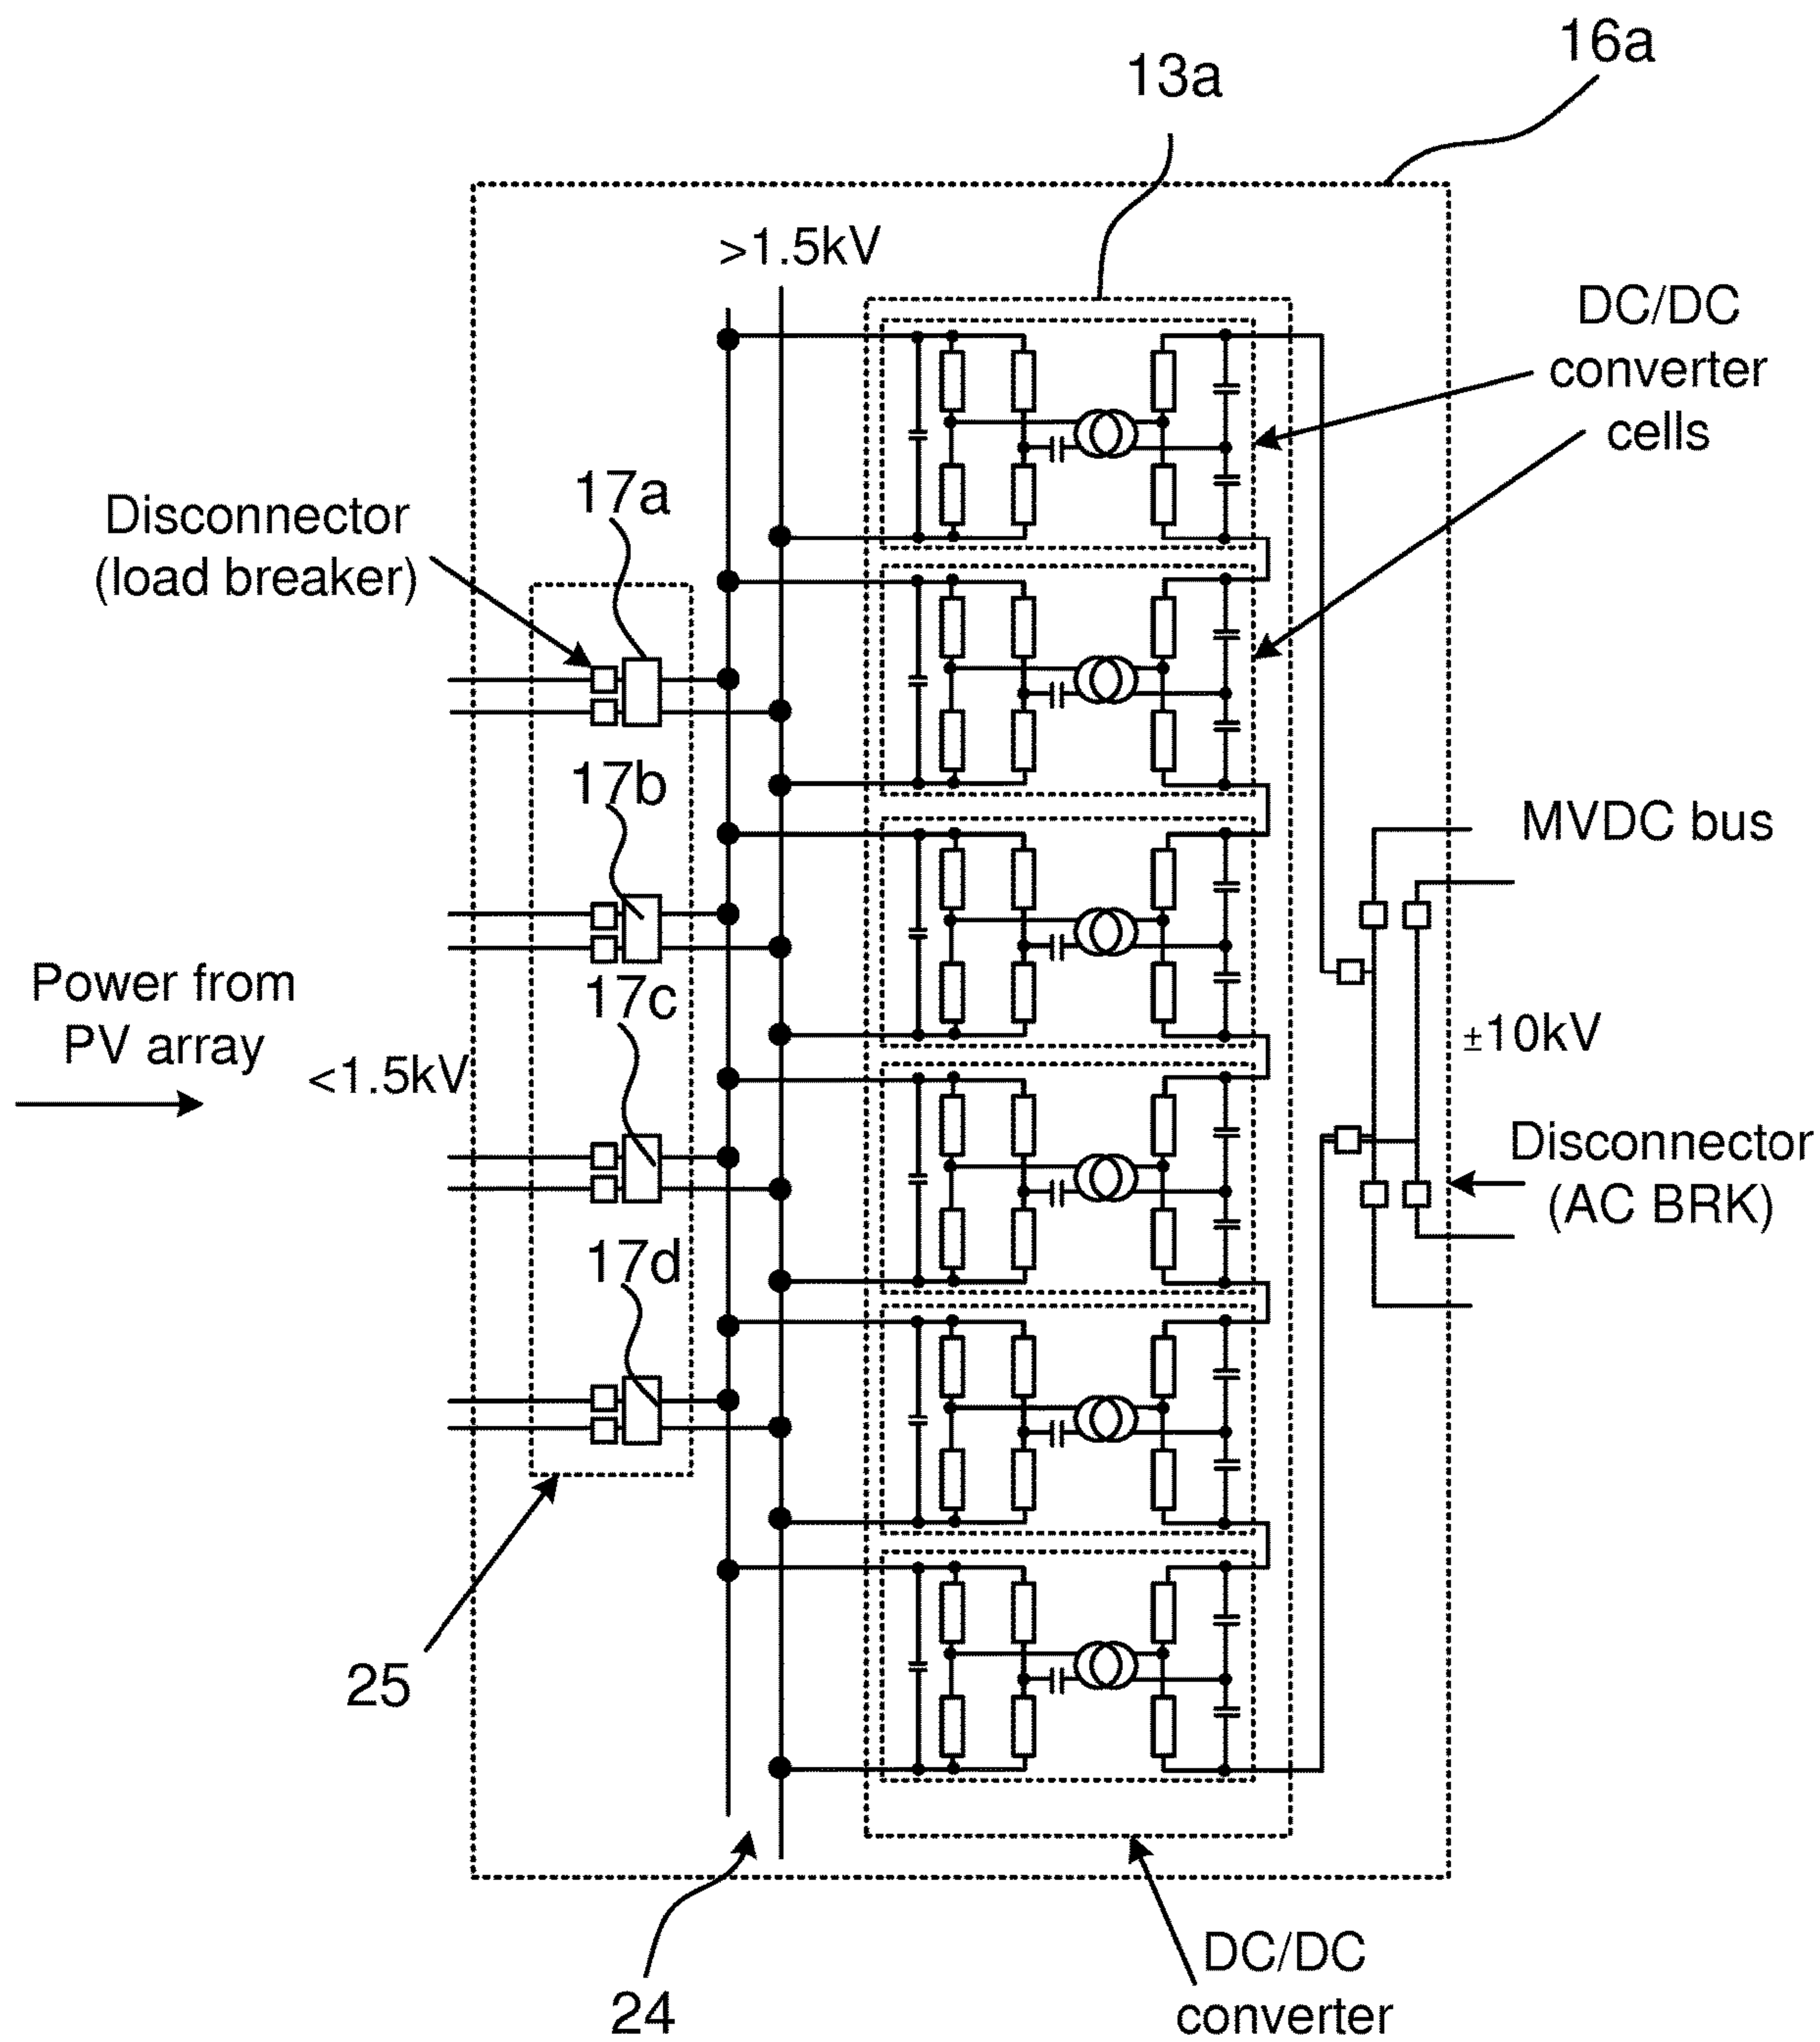 16a
13a
>1.5kV
DC/DC
converter
cells
17a
Disconnector
(load breaker)
17b
MVDC bus
Power from
PV array
17c
<1.5kV
±10kV
Disconnector
(AC BRK)
17d
25
24
DC/DC
converter